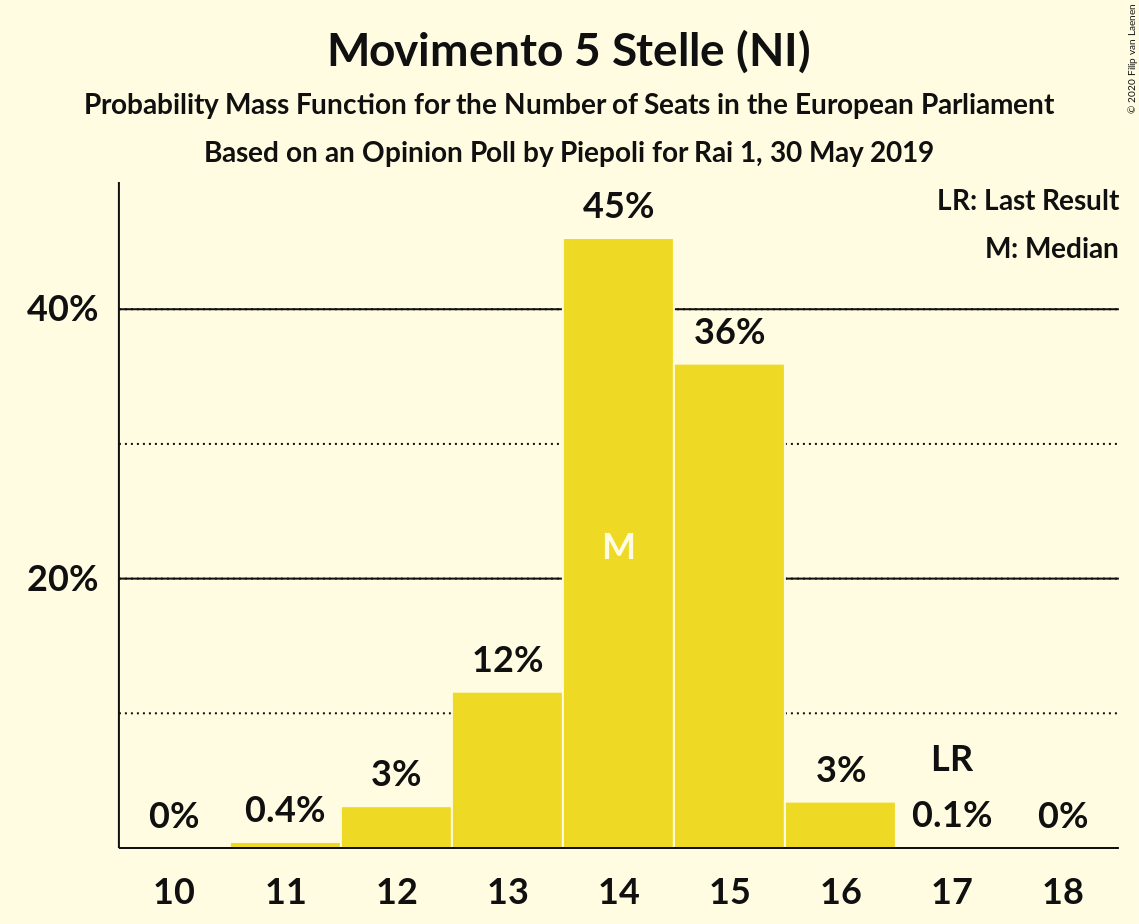 Movimento 5 Stelle (NI)
Probability Mass Function for the Number of Seats in the European Parliament
Based on an Opinion Poll by Piepoli for Rai 1, 30 May 2019
© 2020 Filip van Laenen
LR: Last Result
M: Median
40%
20%
0%
0.4%
3%
12%
45%
M
36%
3%
LR
0.1%
0%
10 11 12 13 14 15 16 17 18